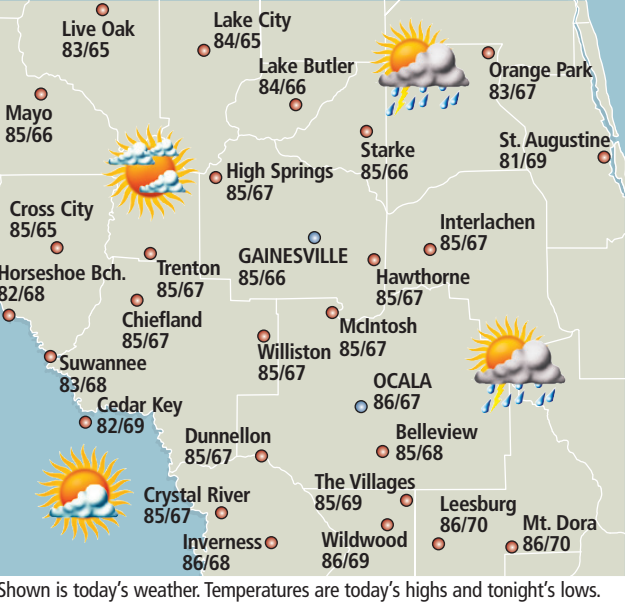 Live Oak
83/65
Lake City
84/65
Lake Butler
84/66
Orange Park
83/67
Mayo
85/66
Starke
85/66
St. Augustine
81/69
High Springs
85/67
Cross City
85/65
Interlachen
85/67
GAINESVILLE
85/66
Trenton
85/67
Horseshoe Bch.
82/68
Hawthorne
85/67
Chiefland
85/67
McIntosh
85/67
Williston
85/67
Suwannee
83/68
OCALA
86/67
Cedar Key
82/69
Dunnellon
85/67
Belleview
85/68
The Villages
85/69
Crystal River
85/67
Leesburg
86/70
Mt. Dora
86/70
Inverness
86/68
Wildwood
86/69
Shown is today's weather. Temperatures are today's highs and tonight's lows.